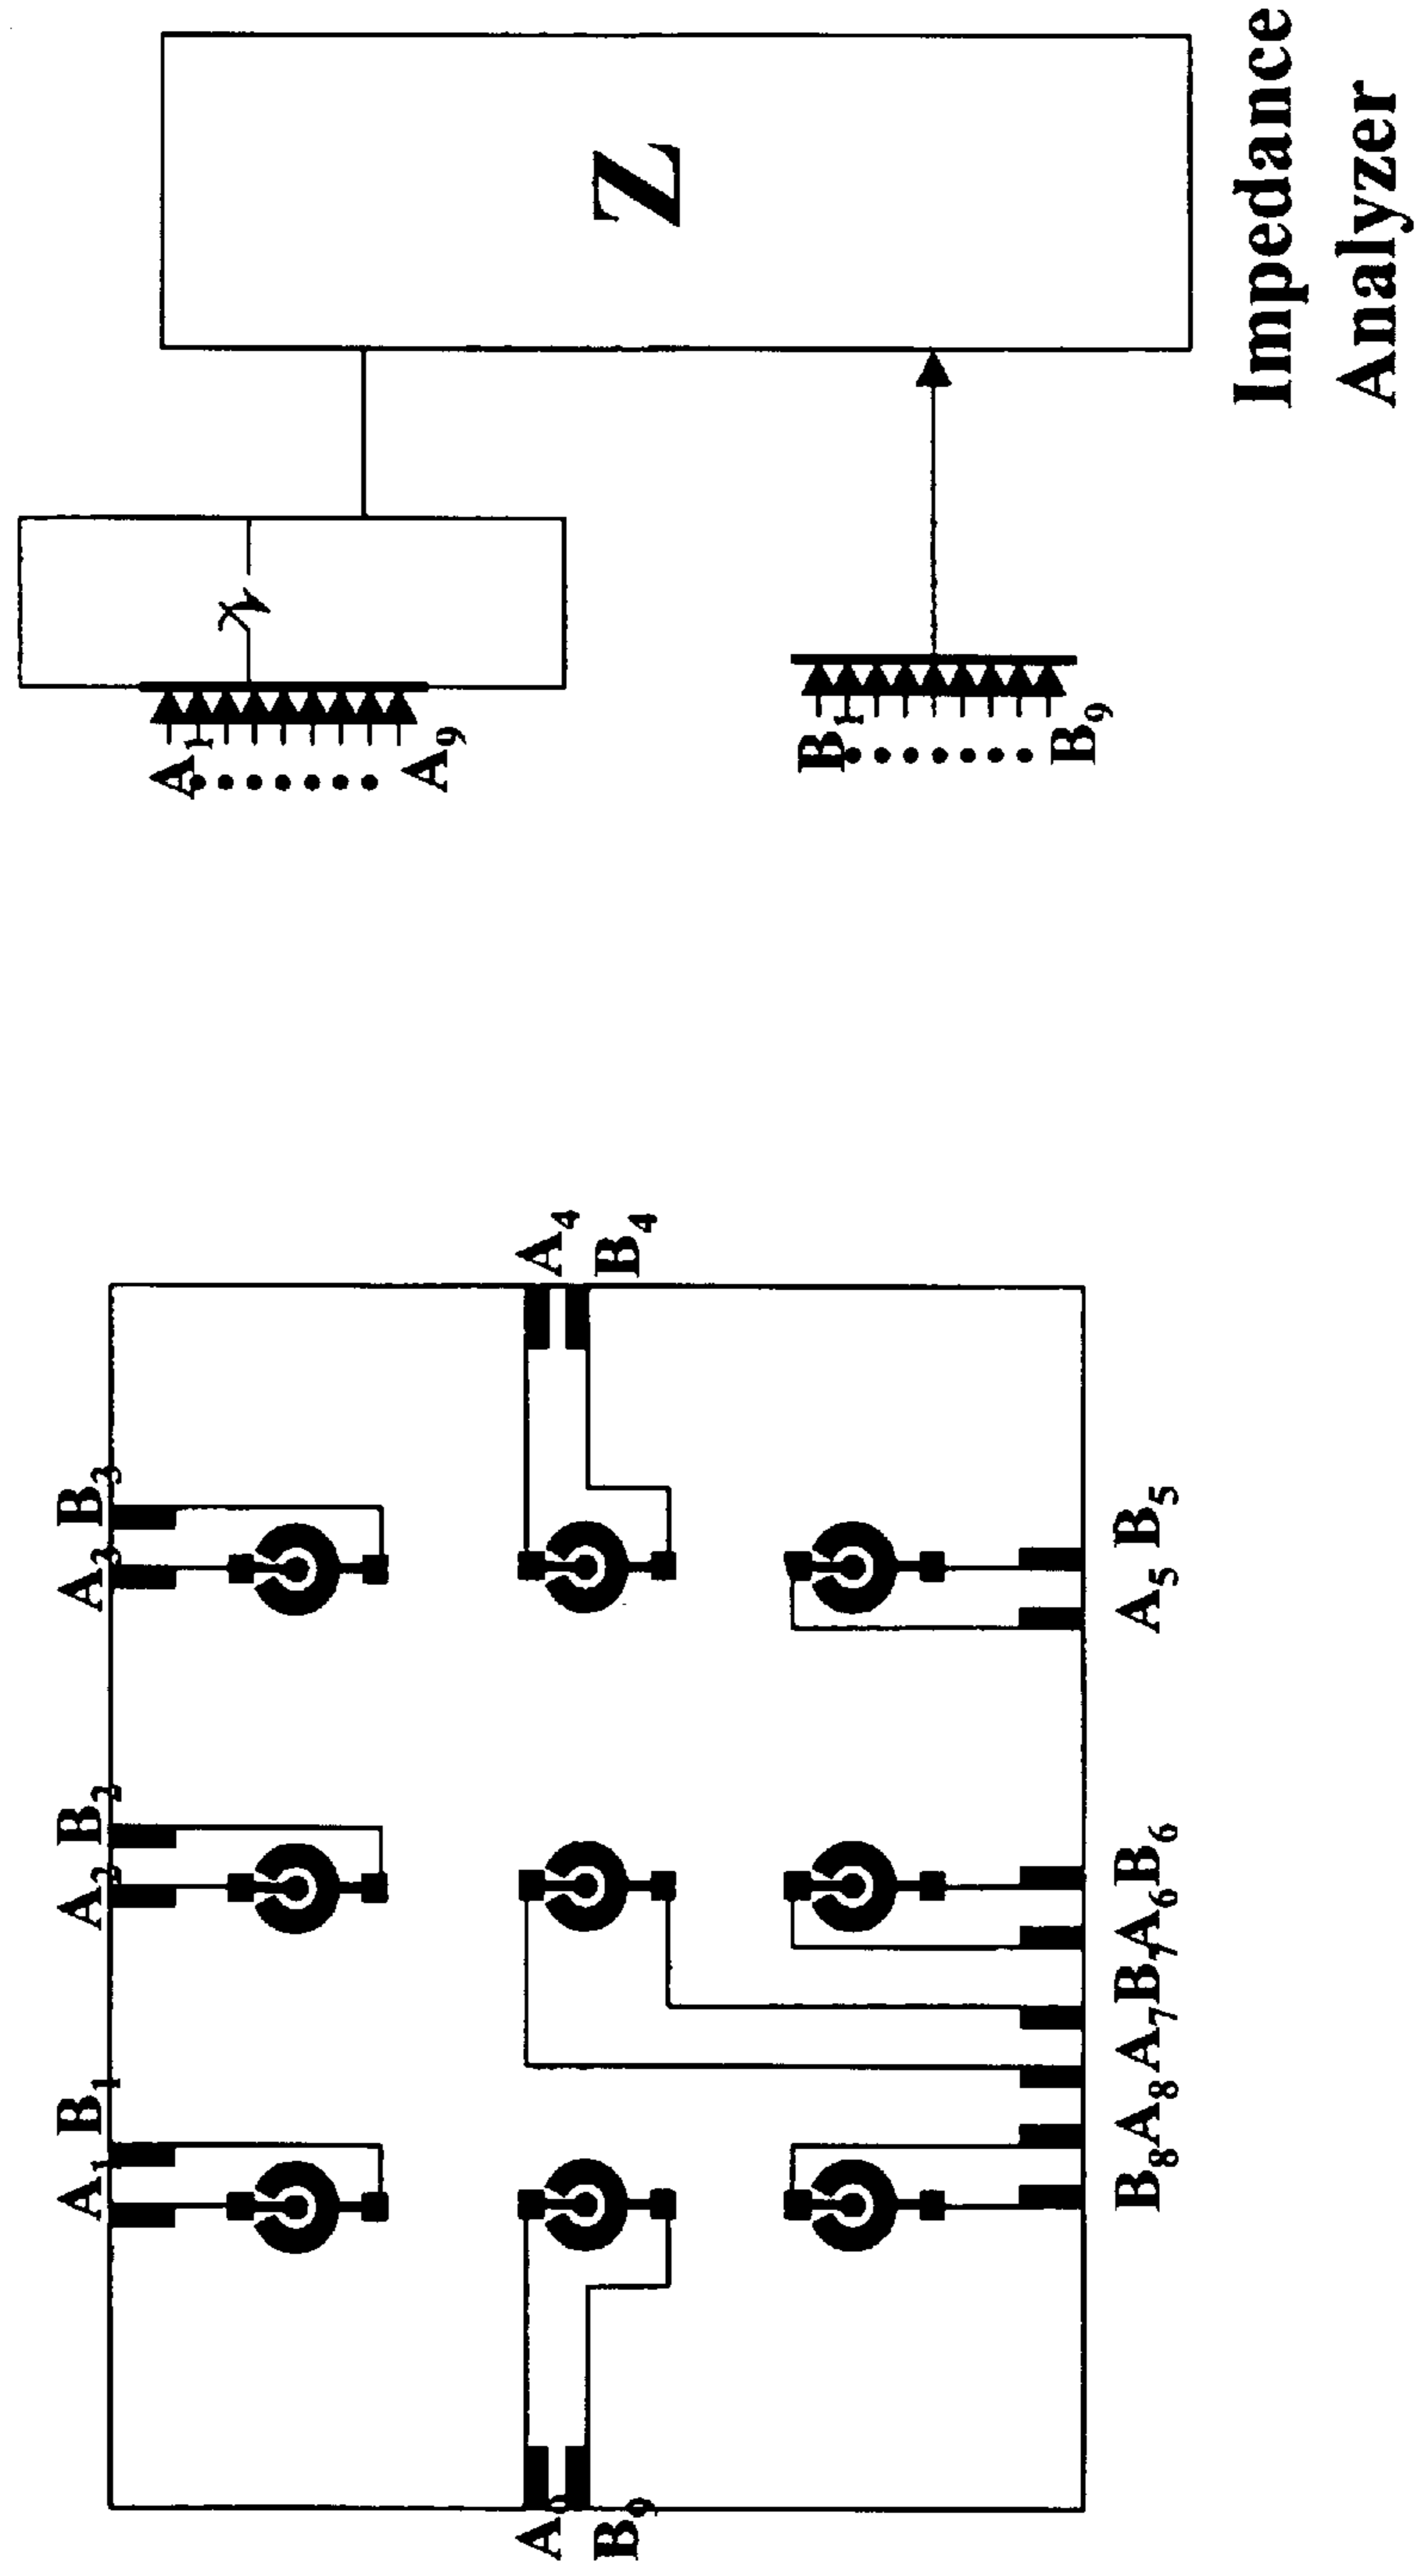 A₁ B₁ A₂ B₂ A₃ B₃
A₉
B₉
A₄
B₄
B₈ A₈ A₇ B₇ A₆ B₆ A₅ B₅
A₁
A₉
B₁
B₉
Z
Impedance
Analyzer